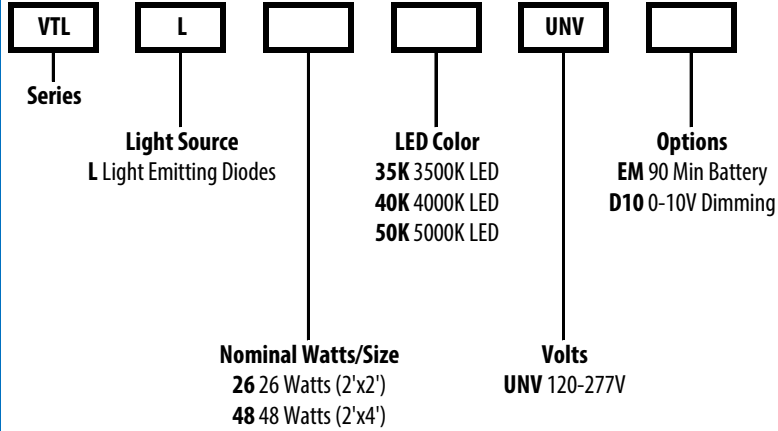 VTL L UNV
Series
Light Source
L Light Emitting Diodes
LED Color
35K 3500K LED
40K 4000K LED
50K 5000K LED
Options
EM 90 Min Battery
D10 0-10V Dimming
Nominal Watts/Size
26 26 Watts (2'x2')
48 48 Watts (2'x4')
Volts
UNV 120-277V